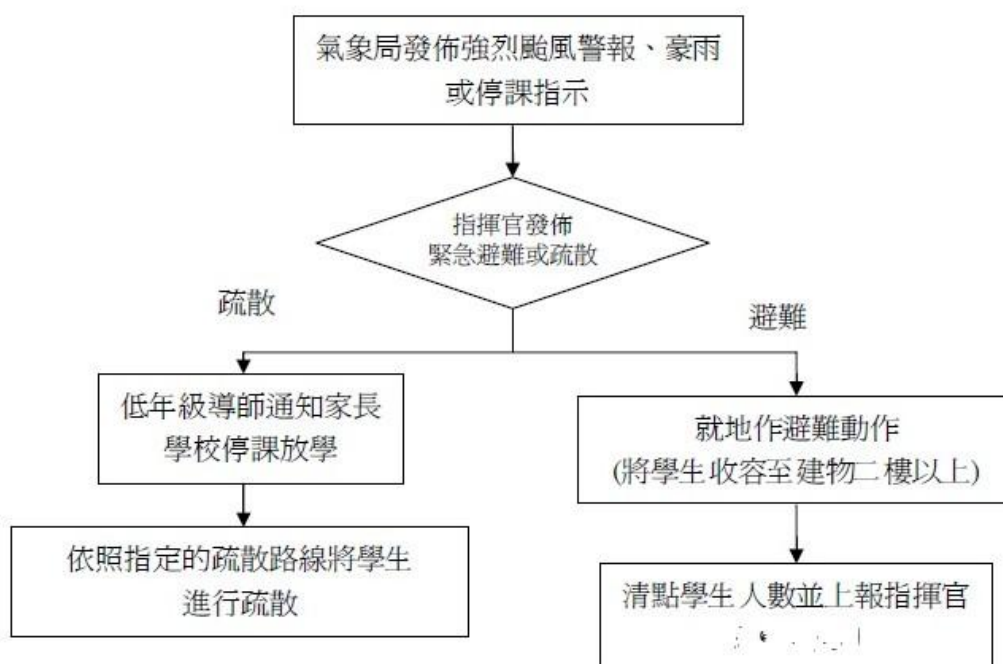 氣象局發佈強烈颱風警報、豪雨
或停課指示
指揮官發佈
緊急避難或疏散
疏散
避難
低年級導師通知家長
學校停課放學
就地作避難動作
(將學生收容至建物二樓以上)
依照指定的疏散路線將學生
進行疏散
清點學生人數並上報指揮官